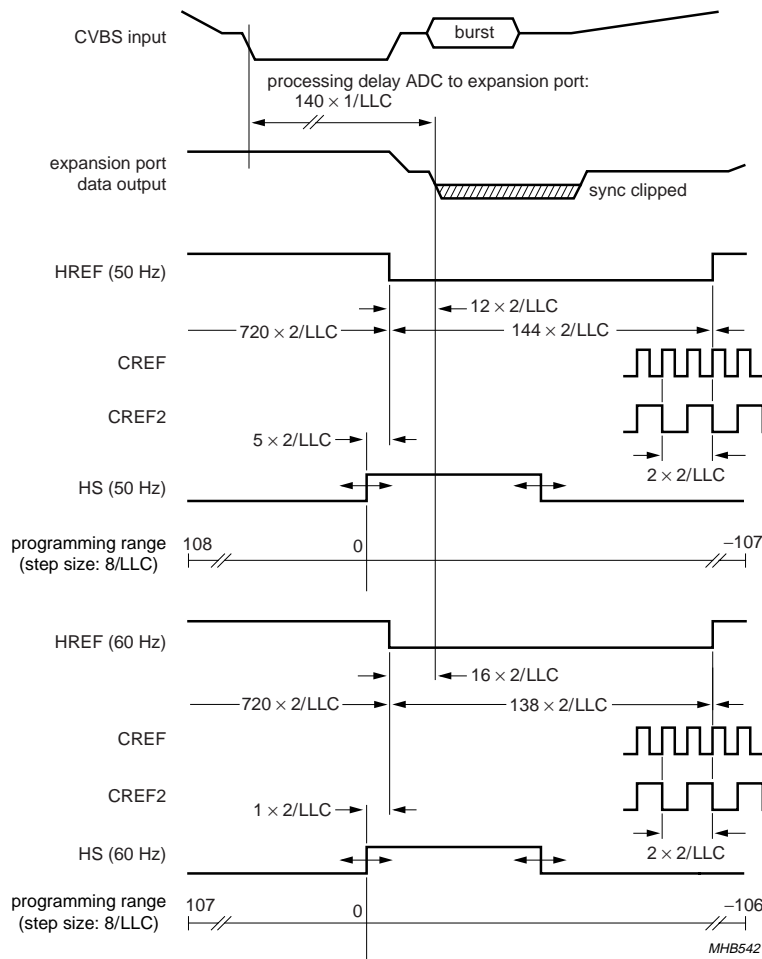 CVBS input
burst
processing delay ADC to expansion port:
140 × 1/LLC
expansion port
data output
sync clipped
HREF (50 Hz)
12 × 2/LLC
720 × 2/LLC
144 × 2/LLC
CREF
CREF2
5 × 2/LLC
2 × 2/LLC
HS (50 Hz)
programming range
(step size: 8/LLC)
108
0
−107
HREF (60 Hz)
16 × 2/LLC
720 × 2/LLC
138 × 2/LLC
CREF
CREF2
1 × 2/LLC
2 × 2/LLC
HS (60 Hz)
programming range
(step size: 8/LLC)
107
0
−106
MHB542